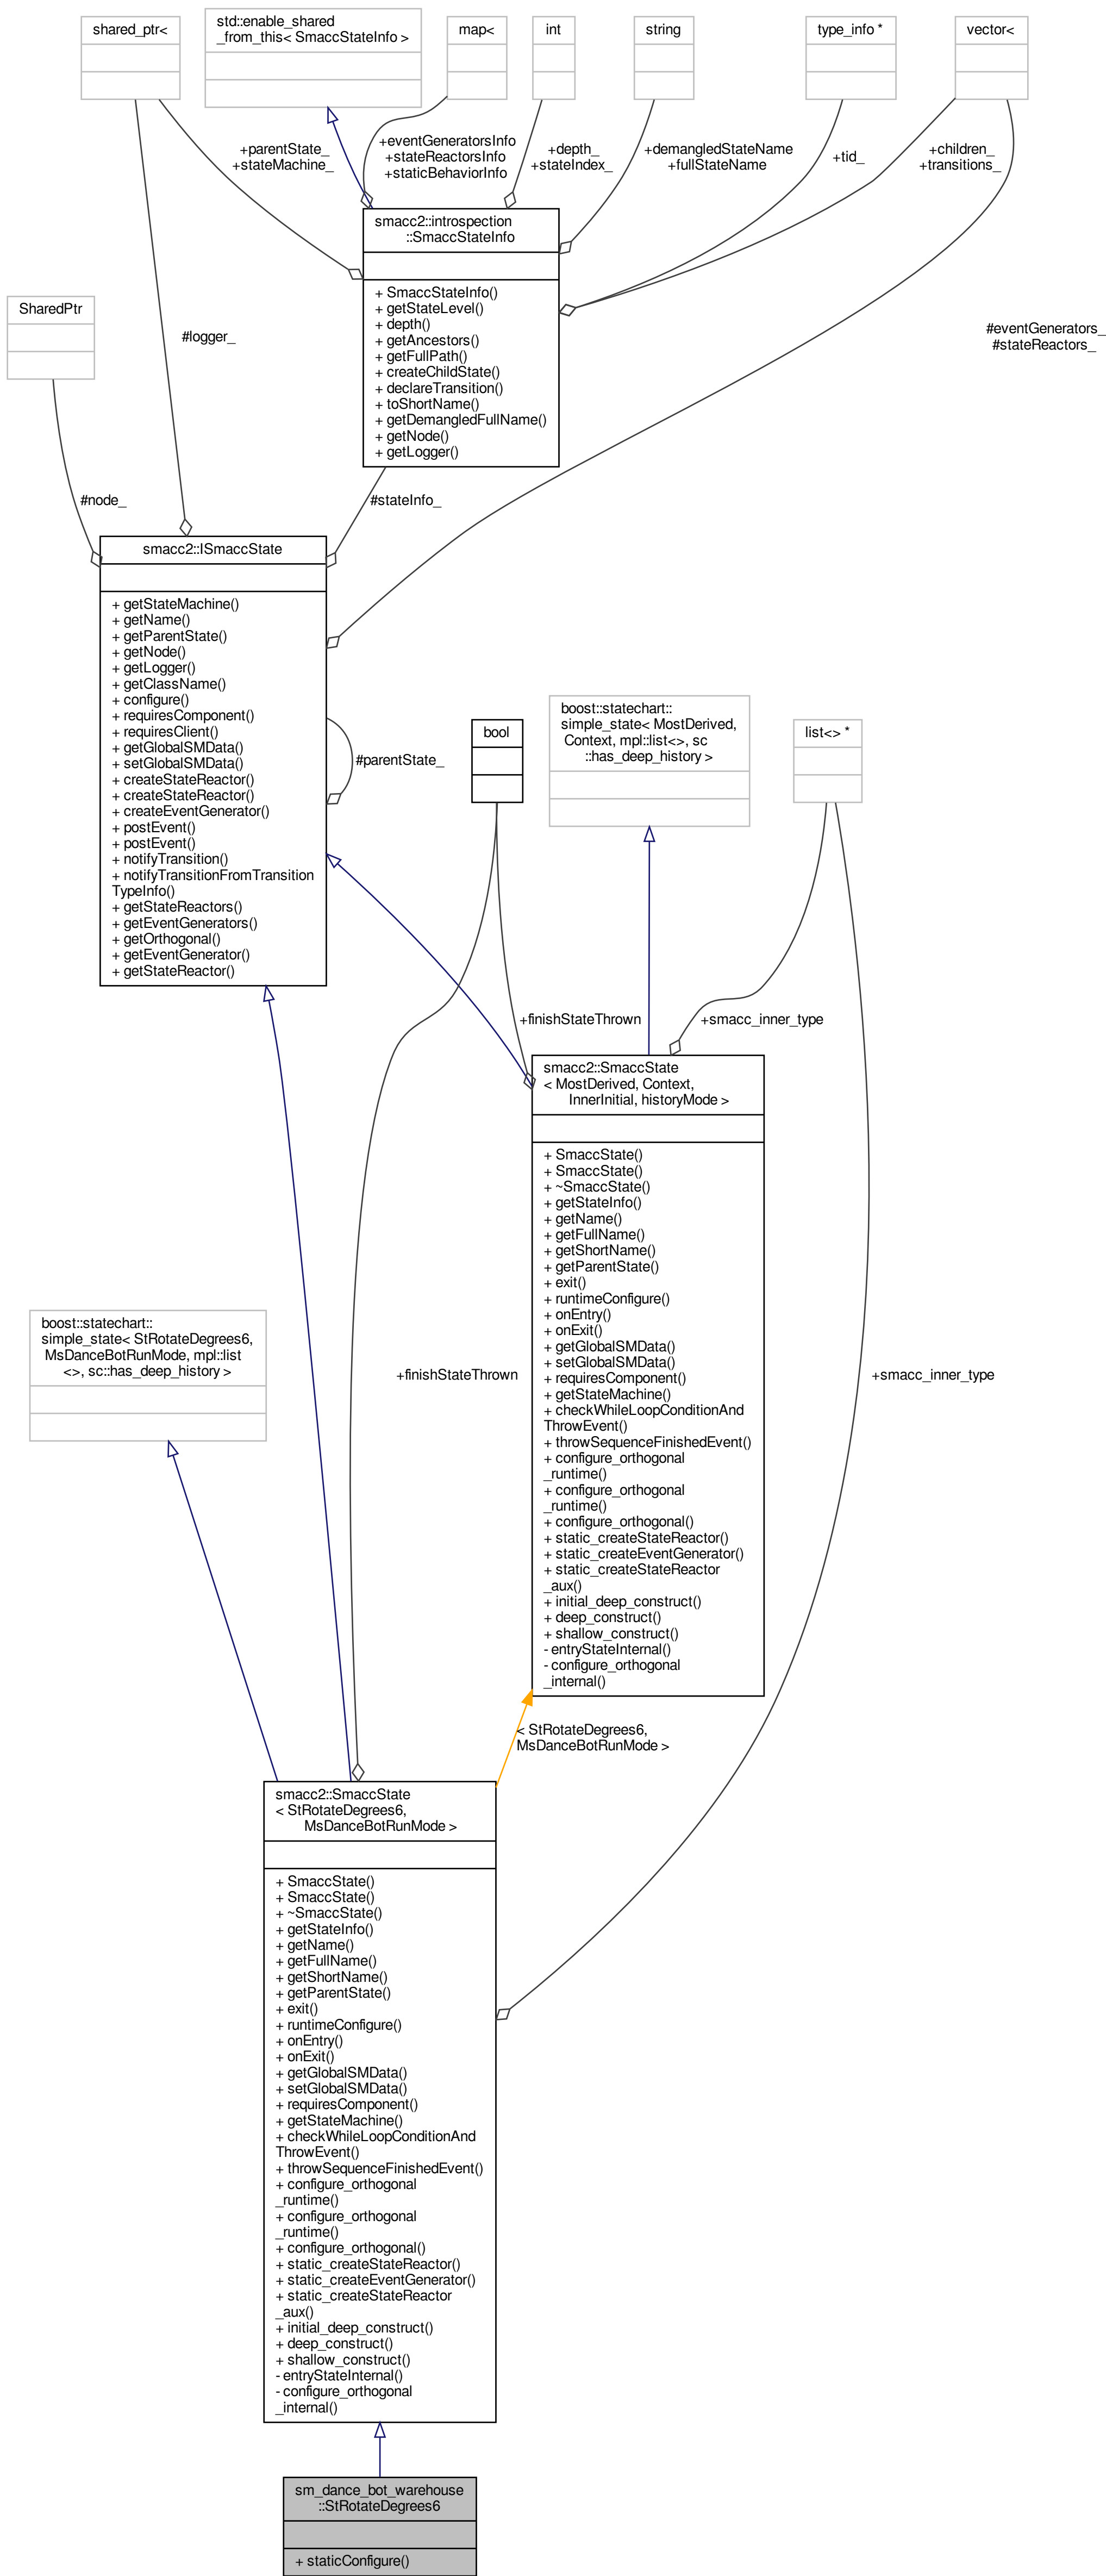 shared_ptr<
std::enable_shared
_from_this< SmaccStateInfo >
map<
int
string
type_info *
vector<
+parentState_
+stateMachine_
+eventGeneratorsInfo
+stateReactorsInfo
+staticBehaviorInfo
+depth_
+stateIndex_
+demangledStateName
+fullStateName
+tid_
+children_
+transitions_
smacc2::introspection
::SmaccStateInfo
+ SmaccStateInfo()
+ getStateLevel()
+ depth()
+ getAncestors()
+ getFullPath()
+ createChildState()
+ declareTransition()
+ toShortName()
+ getDemangledFullName()
+ getNode()
+ getLogger()
SharedPtr
#logger_
#eventGenerators_
#stateReactors_
#node_
#stateInfo_
smacc2::ISmaccState
+ getStateMachine()
+ getName()
+ getParentState()
+ getNode()
+ getLogger()
+ getClassName()
+ configure()
+ requiresComponent()
+ requiresClient()
+ getGlobalSMData()
+ setGlobalSMData()
+ createStateReactor()
+ createStateReactor()
+ createEventGenerator()
+ postEvent()
+ postEvent()
+ notifyTransition()
+ notifyTransitionFromTransition
TypeInfo()
+ getStateReactors()
+ getEventGenerators()
+ getOrthogonal()
+ getEventGenerator()
+ getStateReactor()
#parentState_
bool
boost::statechart::
simple_state< MostDerived,
Context, mpl::list<>, sc
::has_deep_history >
list<> *
+finishStateThrown
+smacc_inner_type
smacc2::SmaccState
< MostDerived, Context,
InnerInitial, historyMode >
+ SmaccState()
+ SmaccState()
+ ~SmaccState()
+ getStateInfo()
+ getName()
+ getFullName()
+ getShortName()
+ getParentState()
+ exit()
+ runtimeConfigure()
+ onEntry()
+ onExit()
+ getGlobalSMData()
+ setGlobalSMData()
+ requiresComponent()
+ getStateMachine()
+ checkWhileLoopConditionAnd
ThrowEvent()
+ throwSequenceFinishedEvent()
+ configure_orthogonal
_runtime()
+ configure_orthogonal
_runtime()
+ configure_orthogonal()
+ static_createStateReactor()
+ static_createEventGenerator()
+ static_createStateReactor
_aux()
+ initial_deep_construct()
+ deep_construct()
+ shallow_construct()
- entryStateInternal()
- configure_orthogonal
_internal()
boost::statechart::
simple_state< StRotateDegrees6,
MsDanceBotRunMode, mpl::list
<>, sc::has_deep_history >
+finishStateThrown
+smacc_inner_type
< StRotateDegrees6,
MsDanceBotRunMode >
smacc2::SmaccState
< StRotateDegrees6,
MsDanceBotRunMode >
+ SmaccState()
+ SmaccState()
+ ~SmaccState()
+ getStateInfo()
+ getName()
+ getFullName()
+ getShortName()
+ getParentState()
+ exit()
+ runtimeConfigure()
+ onEntry()
+ onExit()
+ getGlobalSMData()
+ setGlobalSMData()
+ requiresComponent()
+ getStateMachine()
+ checkWhileLoopConditionAnd
ThrowEvent()
+ throwSequenceFinishedEvent()
+ configure_orthogonal
_runtime()
+ configure_orthogonal
_runtime()
+ configure_orthogonal()
+ static_createStateReactor()
+ static_createEventGenerator()
+ static_createStateReactor
_aux()
+ initial_deep_construct()
+ deep_construct()
+ shallow_construct()
- entryStateInternal()
- configure_orthogonal
_internal()
sm_dance_bot_warehouse
::StRotateDegrees6
+ staticConfigure()